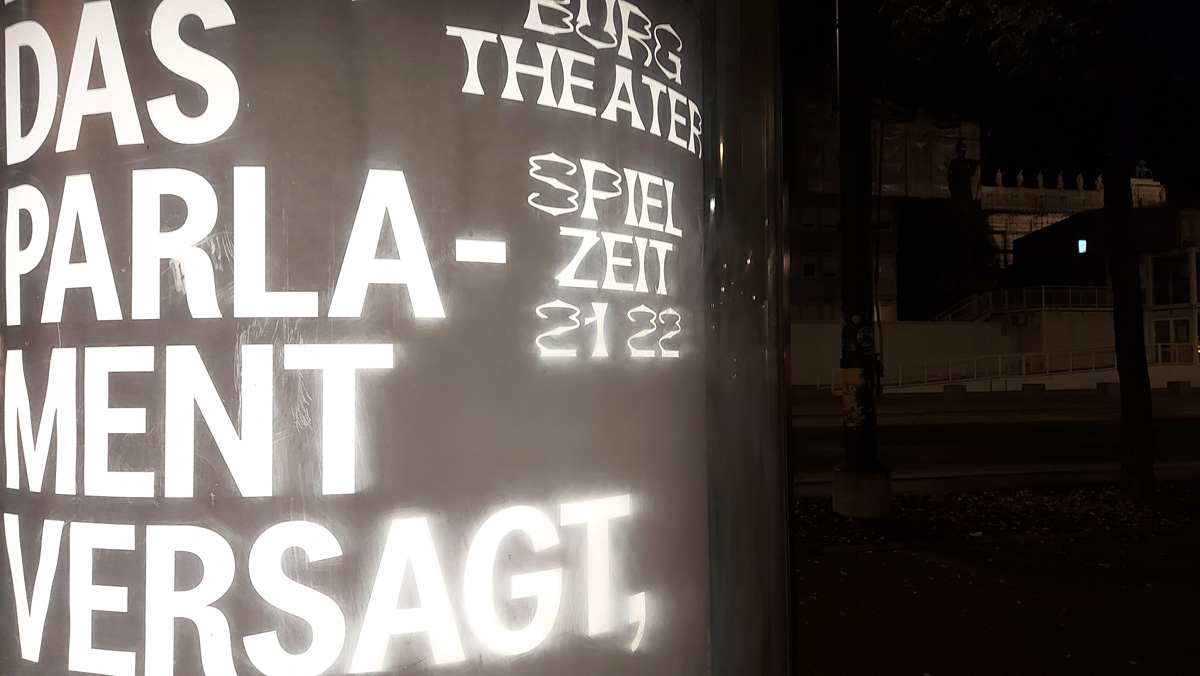 DAS
PARLA-
MENT
VERSAGT,
BURG
THEATER
SPIEL
ZEIT
21 22